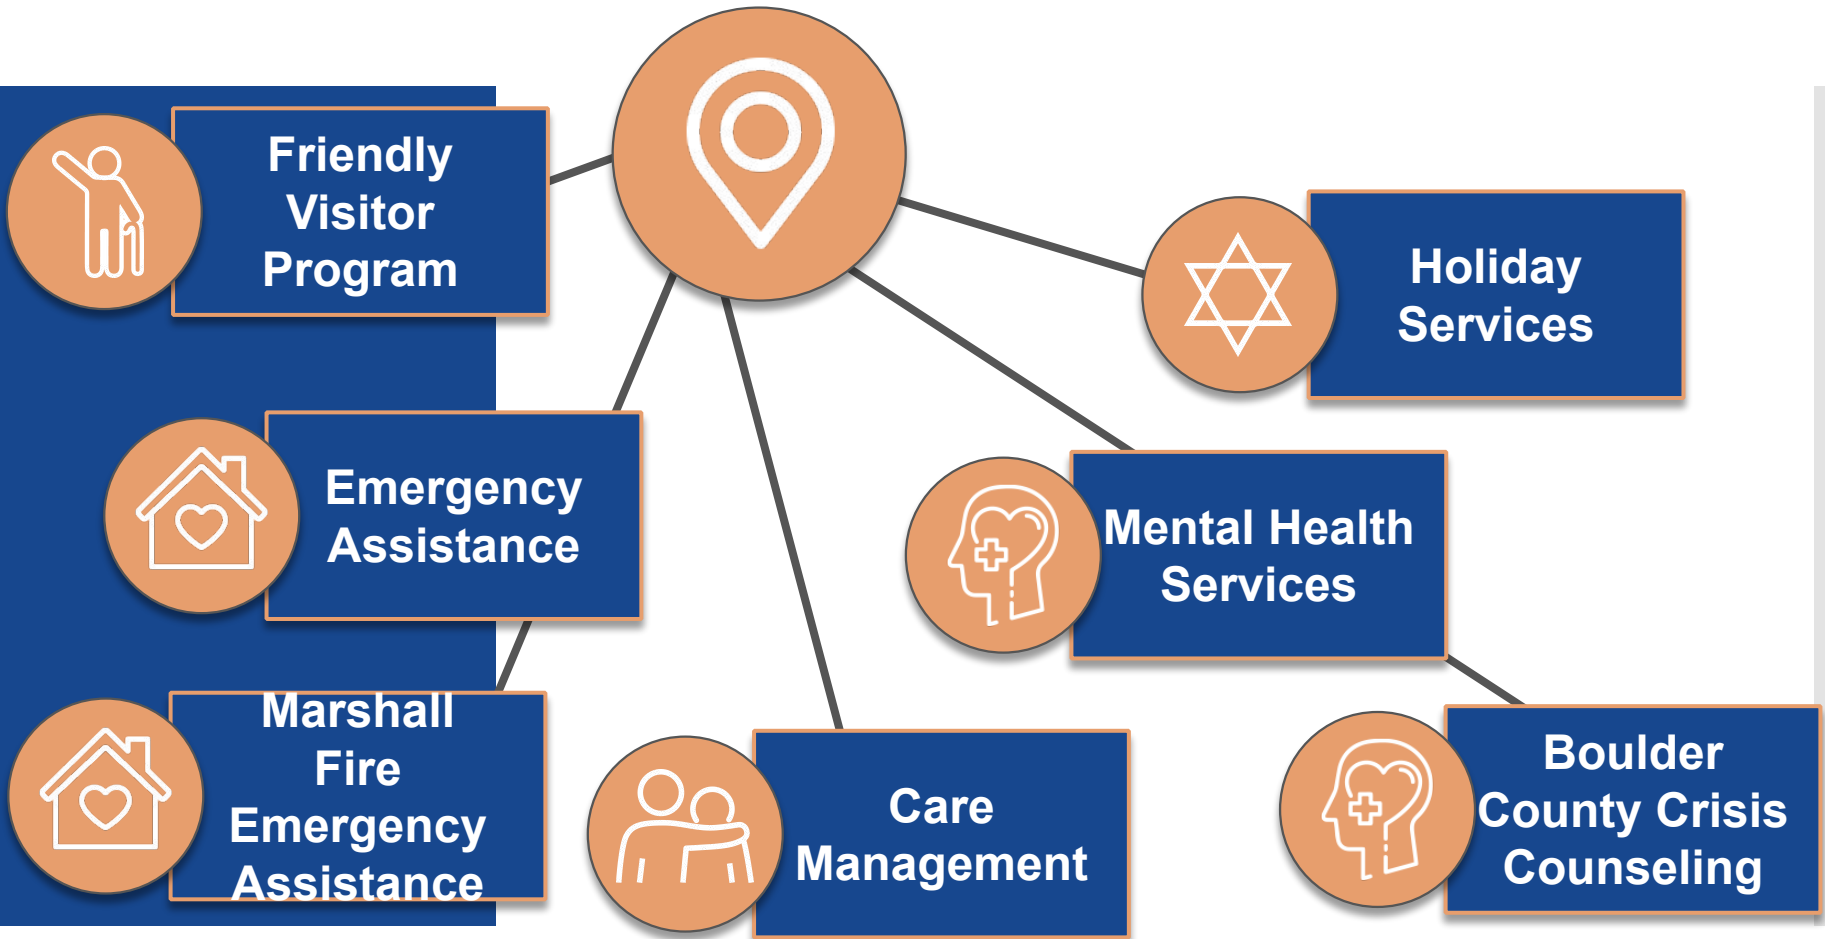 Friendly
Visitor
Program
Holiday
Services
Emergency
Assistance
Mental Health
Services
Marshall
Fire
Emergency
Assistance
Care
Management
Boulder
County Crisis
Counseling